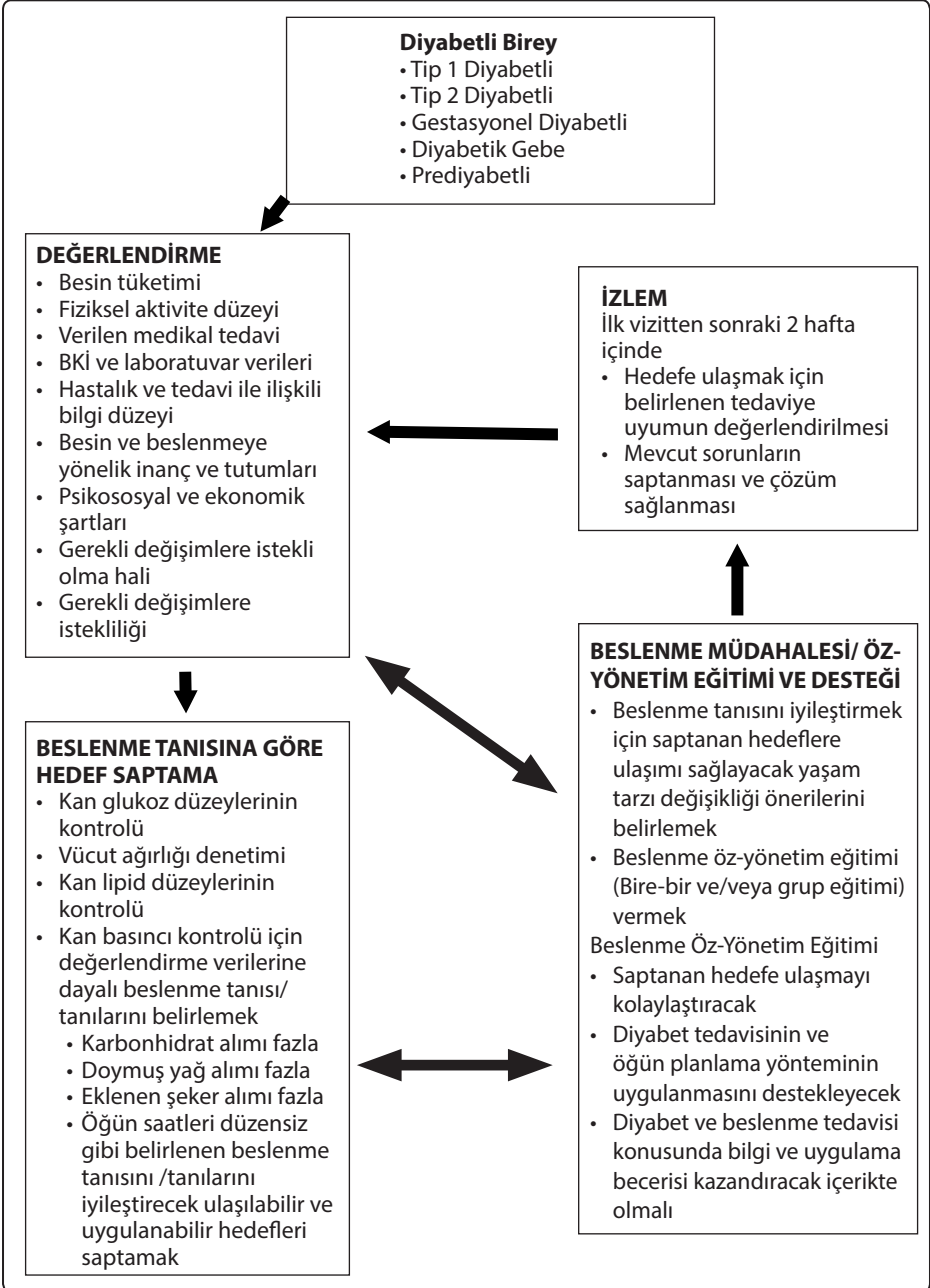 Diyabetli Birey
• Tip 1 Diyabetli
• Tip 2 Diyabetli
• Gestasyonel Diyabetli
• Diyabetik Gebe
• Prediyabetli
DEĞERLENDİRME
• Besin tüketimi
• Fiziksel aktivite düzeyi
• Verilen medikal tedavi
• BKİ ve laboratuvar verileri
• Hastalık ve tedavi ile ilişkili
bilgi düzeyi
• Besin ve beslenmeye
yönelik inanç ve tutumları
• Psikososyal ve ekonomik
şartları
• Gerekli değişimlere istekli
olma hali
• Gerekli değişimlere
istekliliği
BESLENME TANISINA GÖRE
HEDEF SAPTAMA
• Kan glukoz düzeylerinin
kontrolü
• Vücut ağırlığı denetimi
• Kan lipid düzeylerinin
kontrolü
• Kan basıncı kontrolü için
değerlendirme verilerine
dayalı beslenme tanısı/
tanılarını belirlemek
• Karbonhidrat alımı fazla
• Doymuş yağ alımı fazla
• Eklenen şeker alımı fazla
• Öğün saatleri düzensiz
gibi belirlenen beslenme
tanısını /tanılarını
iyileştirecek ulaşılabilir ve
uygulanabilir hedefleri
saptamak
BESLENME MÜDAHALESİ/ ÖZ-
YÖNETİM EĞİTİMİ VE DESTEĞİ
• Beslenme tanısını iyileştirmek
için saptanan hedeflere
ulaşımı sağlayacak yaşam
tarzı değişikliği önerilerini
belirlemek
• Beslenme öz-yönetim eğitimi
(Bire-bir ve/veya grup eğitimi)
vermek
Beslenme Öz-Yönetim Eğitimi
• Saptanan hedefe ulaşmayı
kolaylaştıracak
• Diyabet tedavisinin ve
öğün planlama yönteminin
uygulanmasını destekleyecek
• Diyabet ve beslenme tedavisi
konusunda bilgi ve uygulama
becerisi kazandıracak içerikte
olmalı
İZLEM
İlk vizitten sonraki 2 hafta
içinde
• Hedefe ulaşmak için
belirlenen tedaviye
uyumun değerlendirilmesi
• Mevcut sorunların
saptanması ve çözüm
sağlanması